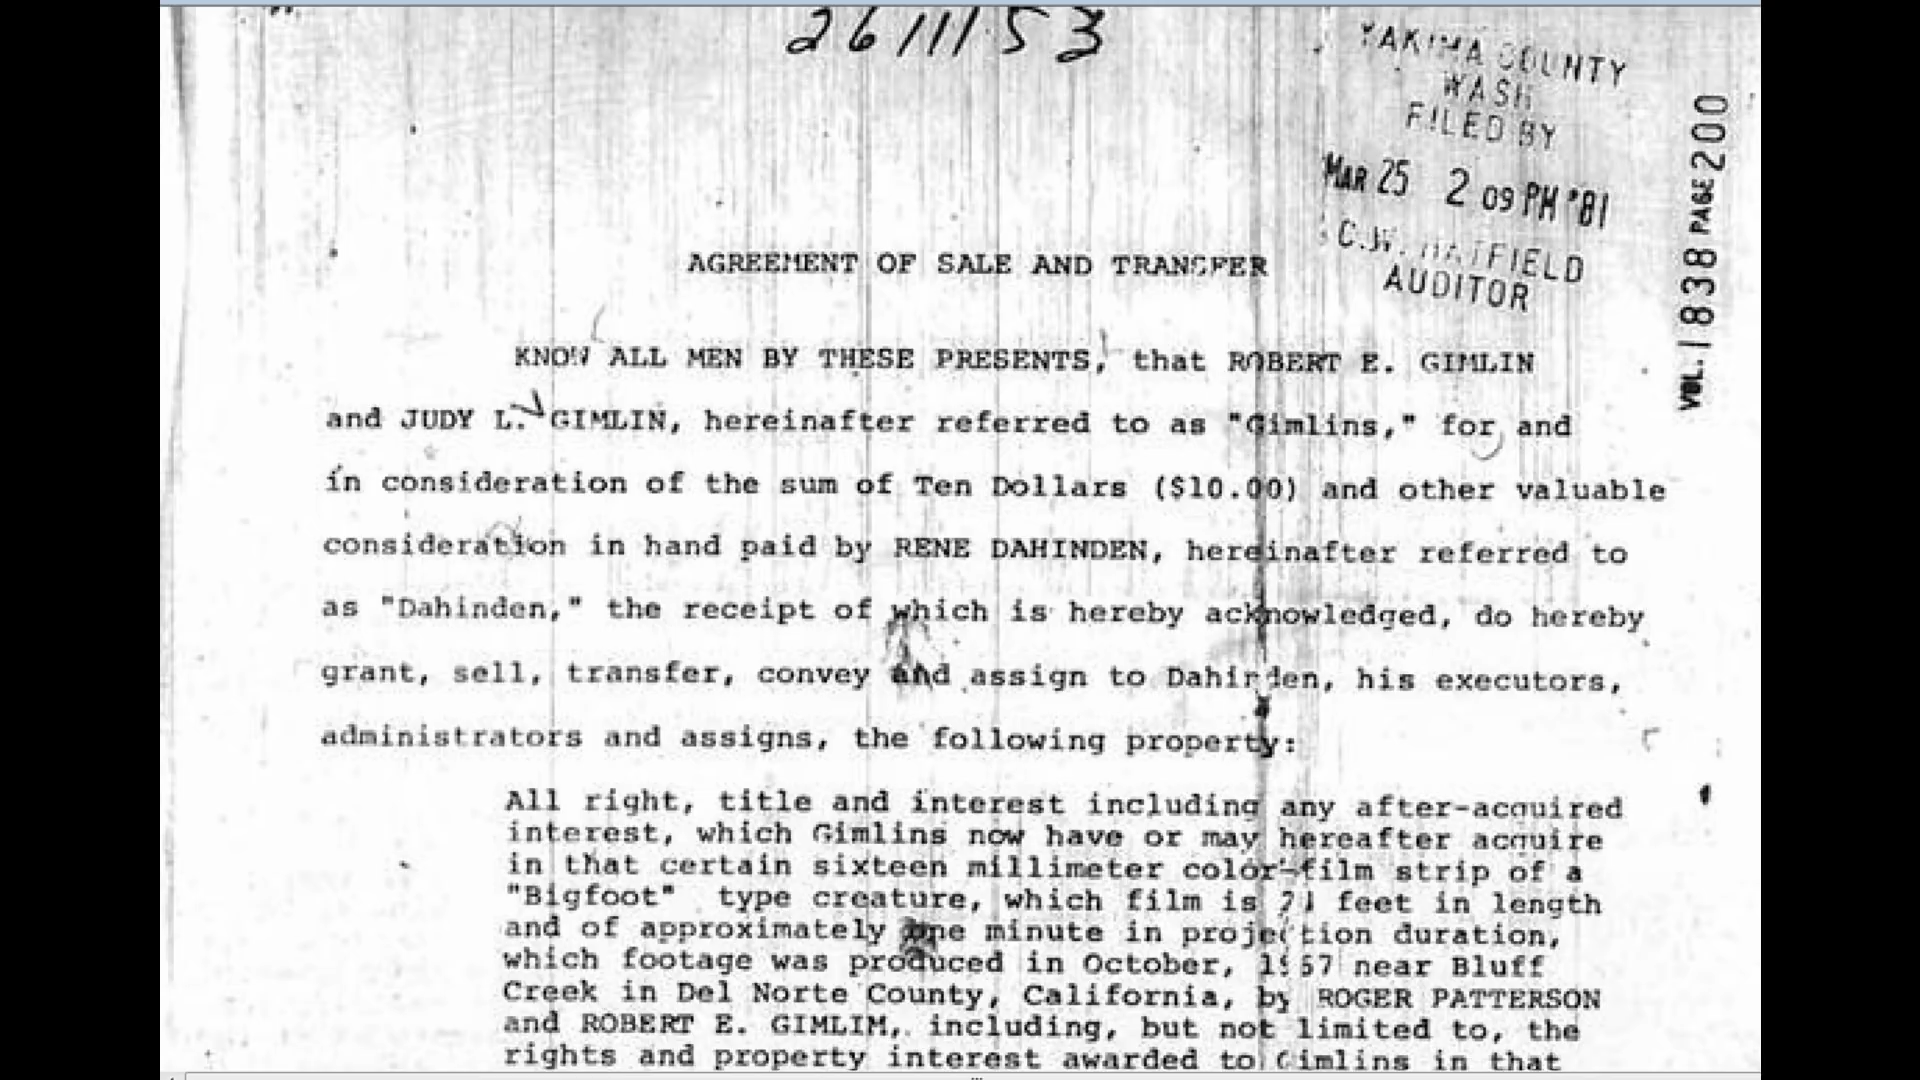 2611153
YAKIMA COUNTY
WASH
FILED BY
MAR 25 2 09 PM '81
C.W. HATFIELD
AUDITOR
VOL. 1838 PAGE 200
AGREEMENT OF SALE AND TRANSFER
KNOW ALL MEN BY THESE PRESENTS, that ROBERT E. GIMLIN
and JUDY L. GIMLIN, hereinafter referred to as "Gimlins," for and
in consideration of the sum of Ten Dollars ($10.00) and other valuable
consideration in hand paid by RENE DAHINDEN, hereinafter referred to
as "Dahinden," the receipt of which is hereby acknowledged, do hereby
grant, sell, transfer, convey and assign to Dahinden, his executors,
administrators and assigns, the following property:
All right, title and interest including any after-acquired
interest, which Gimlins now have or may hereafter acquire
in that certain sixteen millimeter color-film strip of a
"Bigfoot" type creature, which film is feet in length
and of approximately one minute in projection duration,
which footage was produced in October, 1967 near Bluff
Creek in Del Norte County, California, by ROGER PATTERSON
and ROBERT E. GIMLIM, including, but not limited to, the
rights and property interest awarded to Gimlins in that